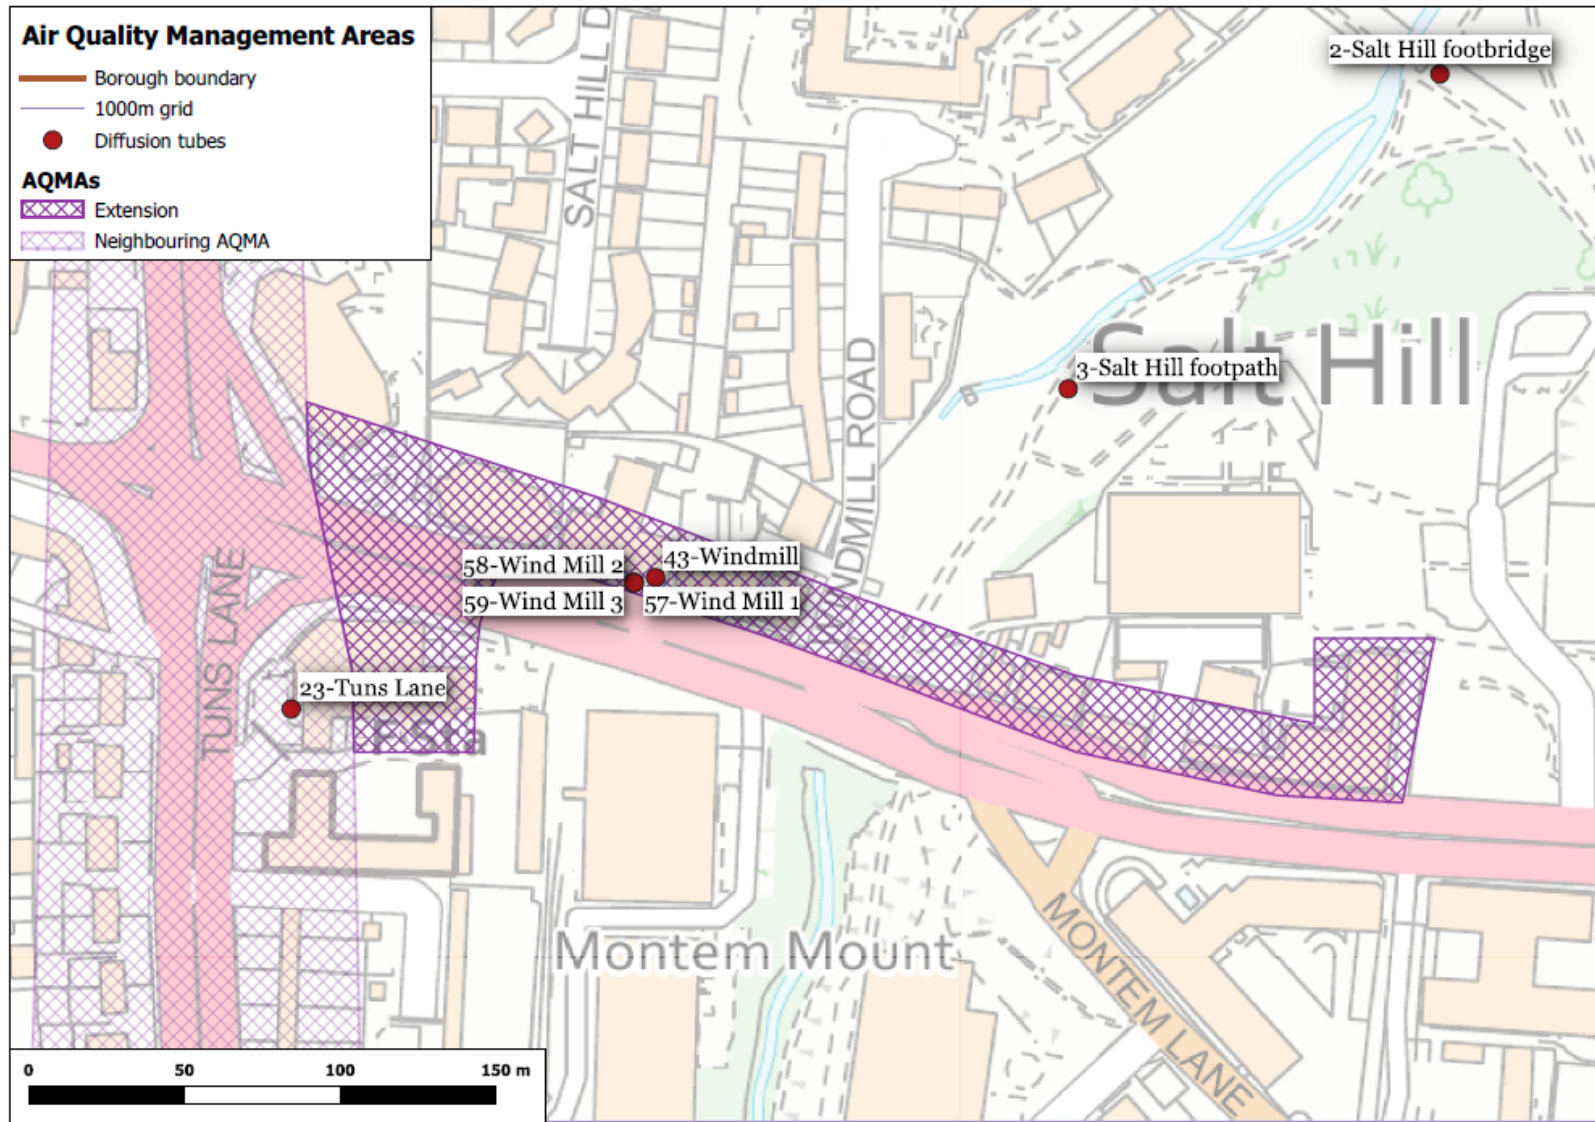 Air Quality Management Areas
Borough boundary
1000m grid
Diffusion tubes
AQMAs
Extension
Neighbouring AQMA
2-Salt Hill footbridge
SALT HILL D
3-Salt Hill footpath
Salt Hill
NDMILL ROAD
58-Wind Mill 2
43-Windmill
59-Wind Mill 3
57-Wind Mill 1
23-Tuns Lane
TUNS LANE
Montem Mount
MONTEM LANE
0 50 100 150 m